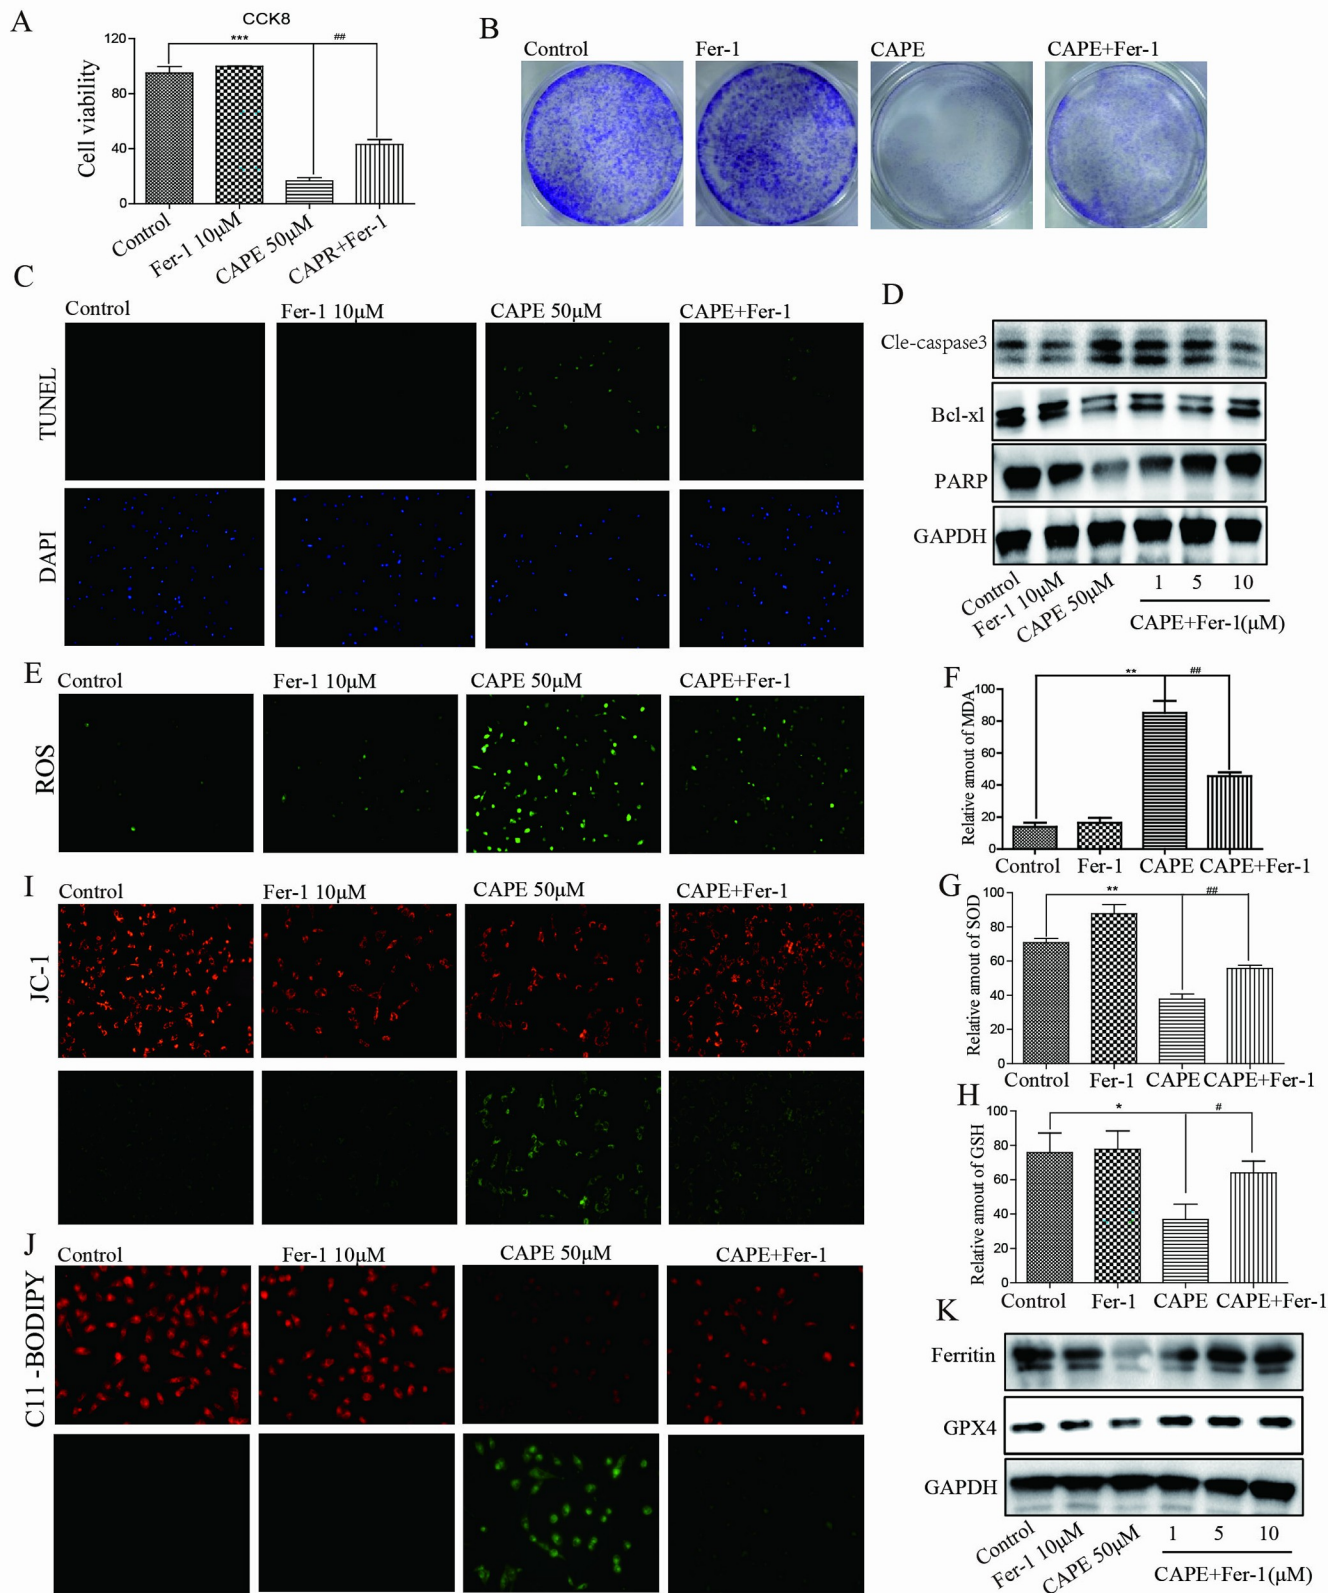 A
CCK8
Cell viability
120
80
40
0
***
##
Control
Fer-1 10μM
CAPE 50μM
CAPR+Fer-1
B
Control
Fer-1
CAPE
CAPE+Fer-1
C
Control
Fer-1 10μM
CAPE 50μM
CAPE+Fer-1
TUNEL
DAPI
D
Cle-caspase3
Bcl-xl
PARP
GAPDH
Control
Fer-1 10μM
CAPE 50μM
1 5 10
CAPE+Fer-1(μM)
E
Control
Fer-1 10μM
CAPE 50μM
CAPE+Fer-1
ROS
F
Relative amout of MDA
100
80
60
40
20
0
**
##
Control
Fer-1
CAPE
CAPE+Fer-1
I
Control
Fer-1 10μM
CAPE 50μM
CAPE+Fer-1
JC-1
G
Relative amout of SOD
100
80
60
40
20
0
**
##
Control
Fer-1
CAPE
CAPE+Fer-1
H
Relative amout of GSH
100
80
60
40
20
0
*
#
Control
Fer-1
CAPE
CAPE+Fer-1
J
Control
Fer-1 10μM
CAPE 50μM
CAPE+Fer-1
C11 -BODIPY
K
Ferritin
GPX4
GAPDH
Control
Fer-1 10μM
CAPE 50μM
1 5 10
CAPE+Fer-1(μM)